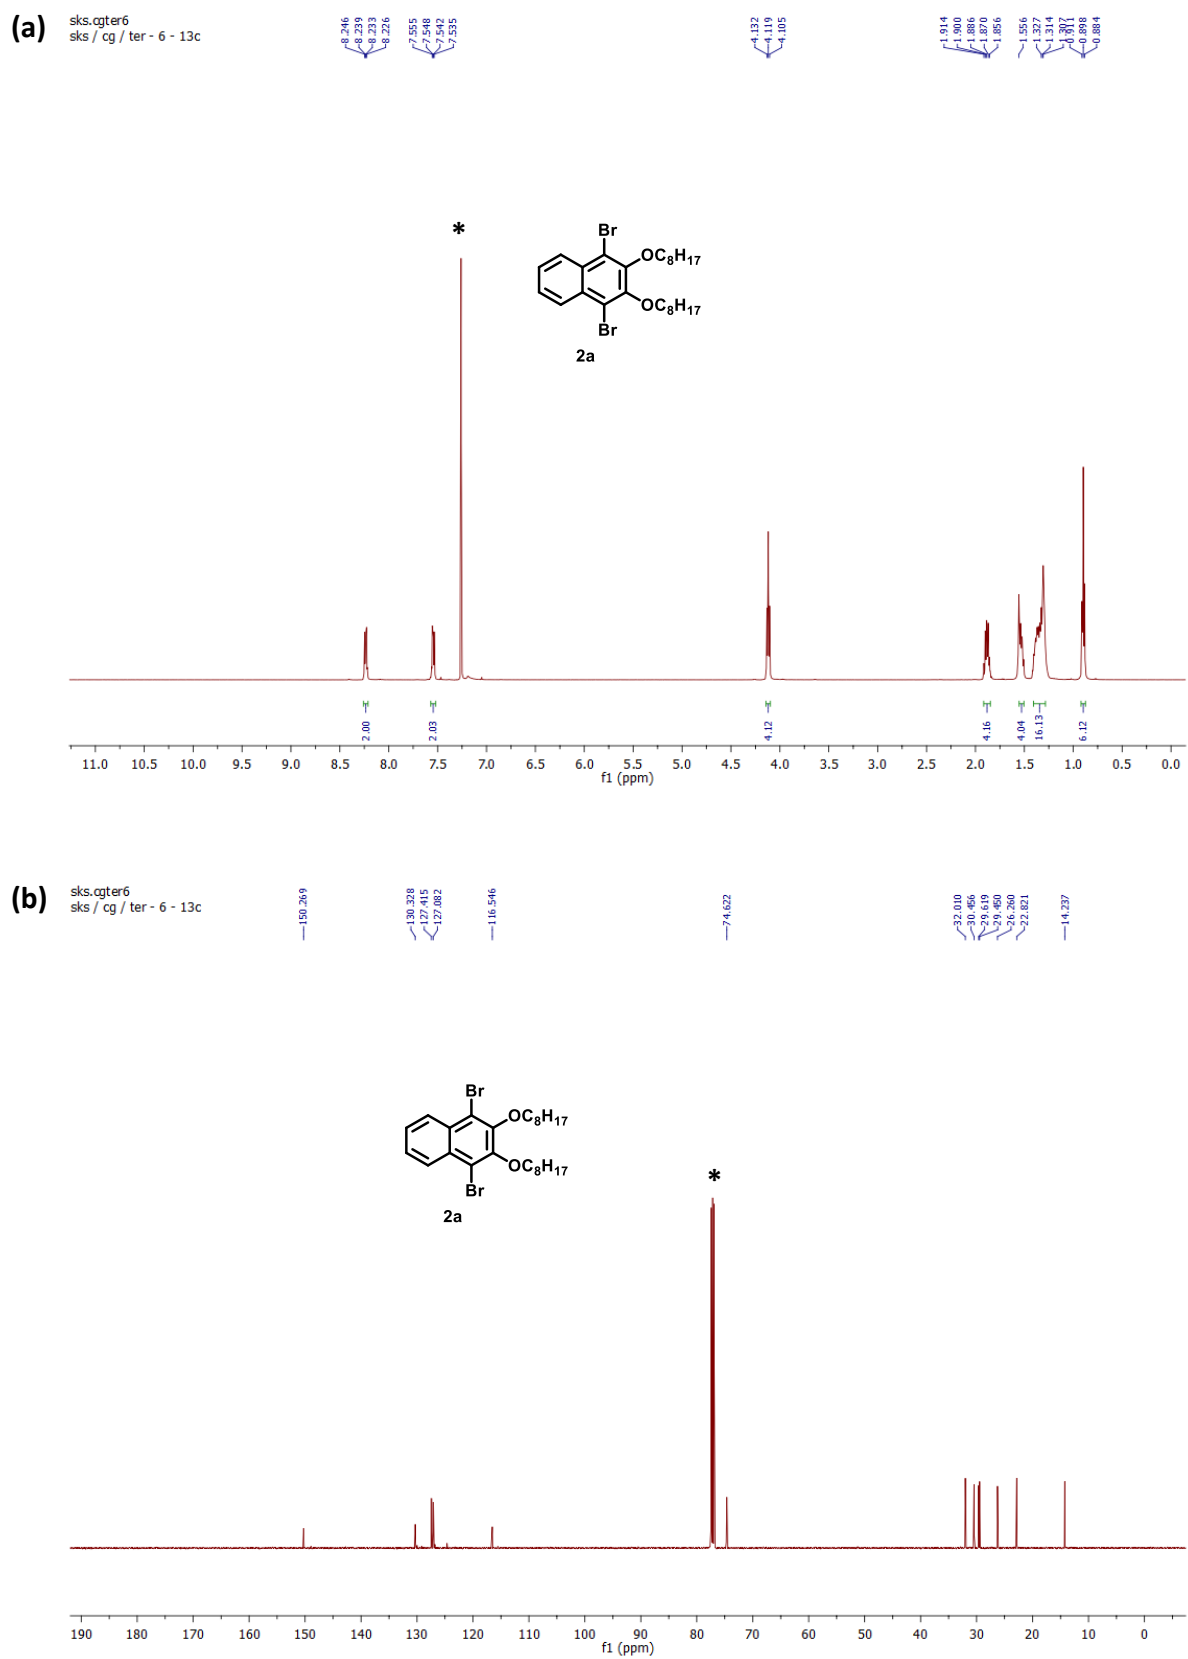 (a)
sks.cgter6
sks / cg / ter - 6 - 13c
8.246
8.239
8.233
8.226
7.555
7.548
7.542
7.535
4.132
4.119
4.105
1.914
1.900
1.886
1.870
1.856
1.556
1.327
1.314
1.307
0.911
0.898
0.884
*
Br
OC8H17
OC8H17
Br
2a
2.00
2.03
4.12
4.16
4.04
16.13
6.12
11.0 10.5 10.0 9.5 9.0 8.5 8.0 7.5 7.0 6.5 6.0 5.5 5.0 4.5 4.0 3.5 3.0 2.5 2.0 1.5 1.0 0.5 0.0
f1 (ppm)
(b)
sks.cgter6
sks / cg / ter - 6 - 13c
150.269
130.328
127.415
127.082
116.546
74.622
32.010
30.456
29.619
29.450
26.260
22.821
14.237
Br
OC8H17
OC8H17
Br
2a
*
190 180 170 160 150 140 130 120 110 100 90 80 70 60 50 40 30 20 10 0
f1 (ppm)